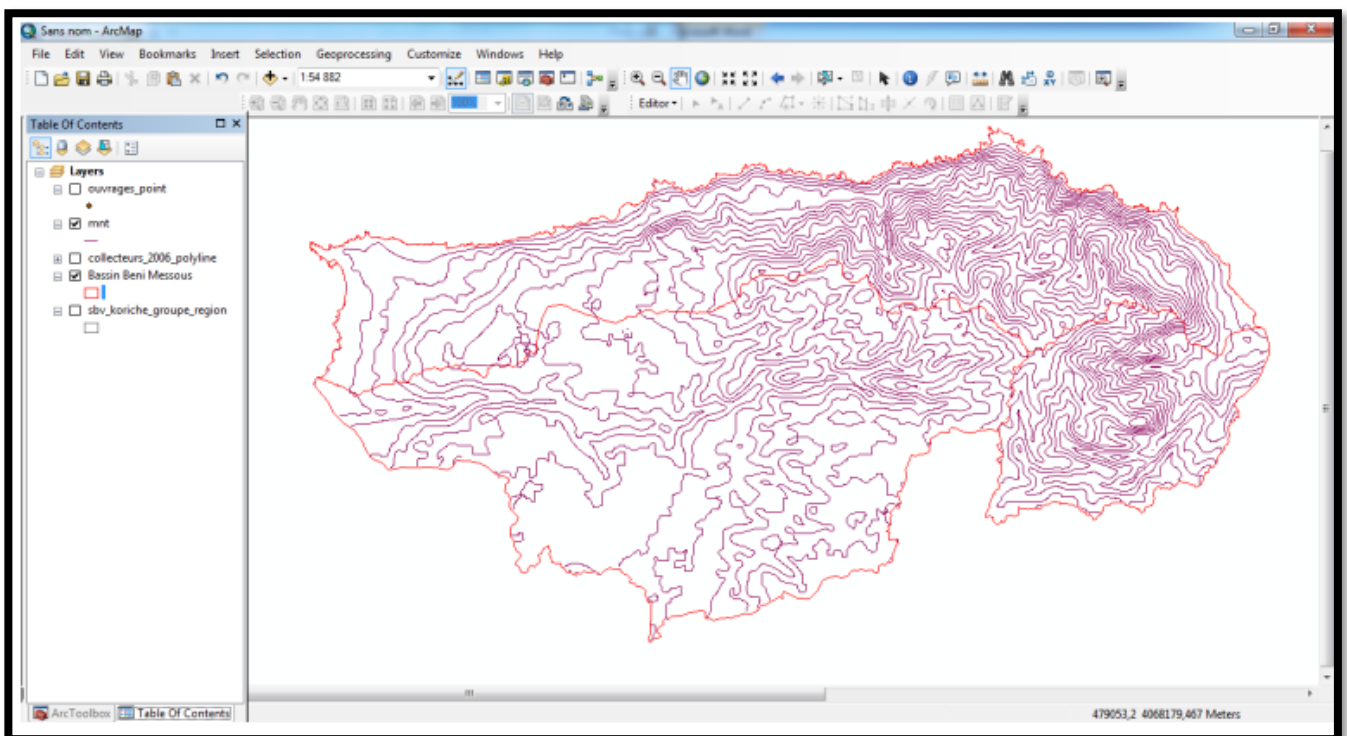 Sans nom - ArcMap
File Edit View Bookmarks Insert Selection Geoprocessing Customize Windows Help
1:54 882
Editor
Table Of Contents
Layers
ouvrages_point
mnt
collecteurs_2006_polyline
Bassin Beni Messous
sbv_koriche_groupe_region
ArcToolbox Table Of Contents
479053,2 4068179,467 Meters